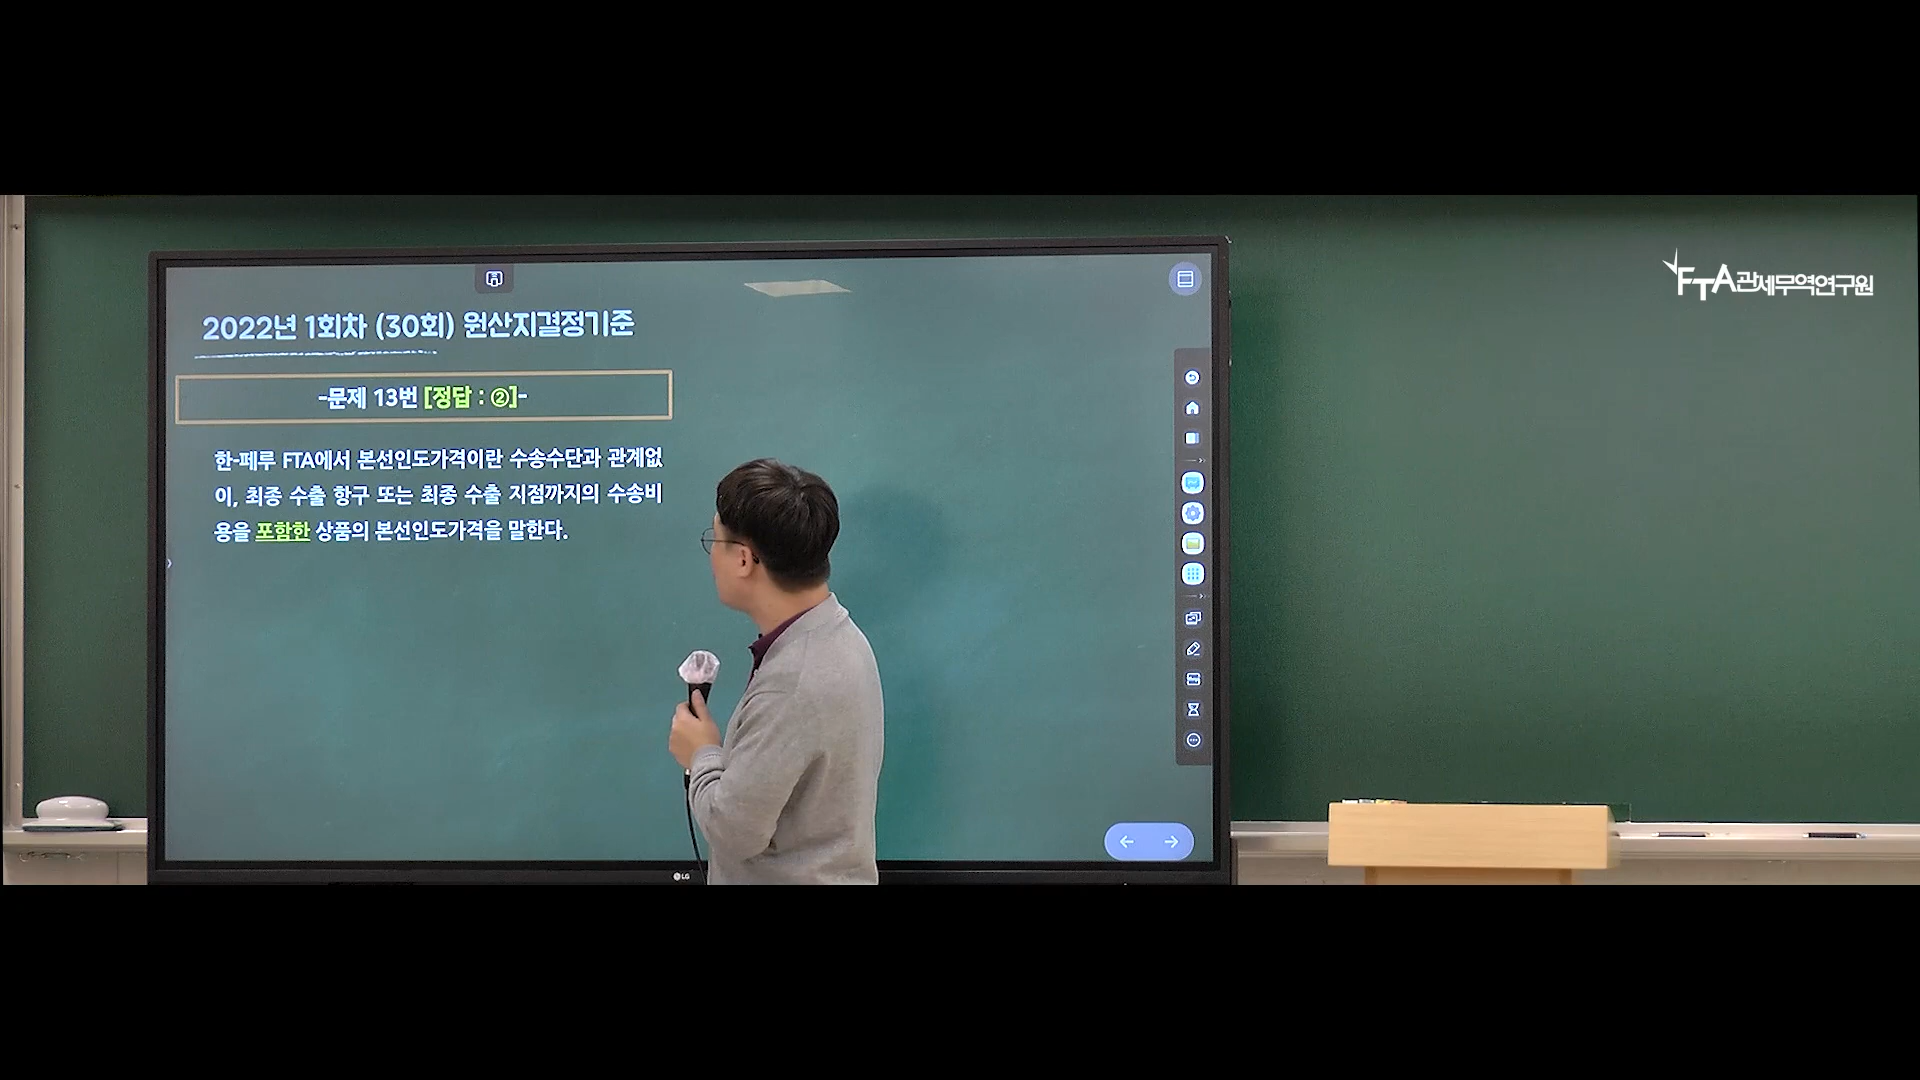 2022년 1회차 (30회) 원산지결정기준
-문제 13번 [정답 : ②]-
한-페루 FTA에서 본선인도가격이란 수송수단과 관계없
이, 최종 수출 항구 또는 최종 수출 지점까지의 수송비
용을 포함한 상품의 본선인도가격을 말한다.
FTA관세무역연구원
LG